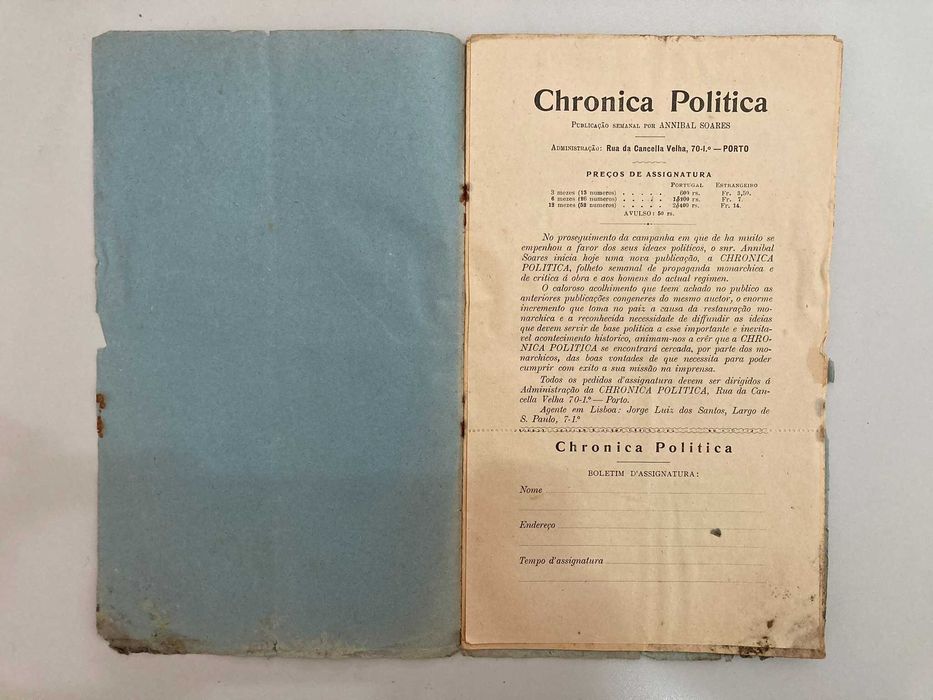 Chronica Politica
PUBLICAÇÃO SEMANAL POR ANNIBAL SOARES
ADMINISTRAÇÃO: Rua da Cancella Velha, 70-1.º — PORTO
PREÇOS DE ASSIGNATURA
PORTUGAL ESTRANGEIRO
3 mezes (13 numeros) . . . . . 600 rs. Fr. 3,50.
6 mezes (26 numeros) . . . . . 1$200 rs. Fr. 7.
12 mezes (52 numeros) . . . . . 2$400 rs. Fr. 14.
AVULSO: 50 rs.
No proseguimento da campanha em que de ha muito se
empenhou a favor dos seus ideaes politicos, o snr. Annibal
Soares inicia hoje uma nova publicação, a CHRONICA
POLITICA, folheto semanal de propaganda monarchica e
de critica á obra e aos homens do actual regimen.
O caloroso acolhimento que teem achado no publico as
anteriores publicações congeneres do mesmo auctor, o enorme
incremento que toma no paiz a causa da restauração mo-
narchica e a reconhecida necessidade de diffundir as ideias
que devem servir de base politica a esse importante e inevita-
vel acontecimento historico, animam-nos a crêr que a CHRO-
NICA POLITICA se encontrará cercada, por parte dos mo-
narchicos, das boas vontades de que necessita para poder
cumprir com exito a sua missão na imprensa.
Todos os pedidos d'assignatura devem ser dirigidos á
Administração da CHRONICA POLITICA, Rua da Can-
cella Velha 70-1.º — Porto.
Agente em Lisboa: Jorge Luiz dos Santos, Largo de
S. Paulo, 7-1.º
Chronica Politica
BOLETIM D'ASSIGNATURA:
Nome
Endereço
Tempo d'assignatura